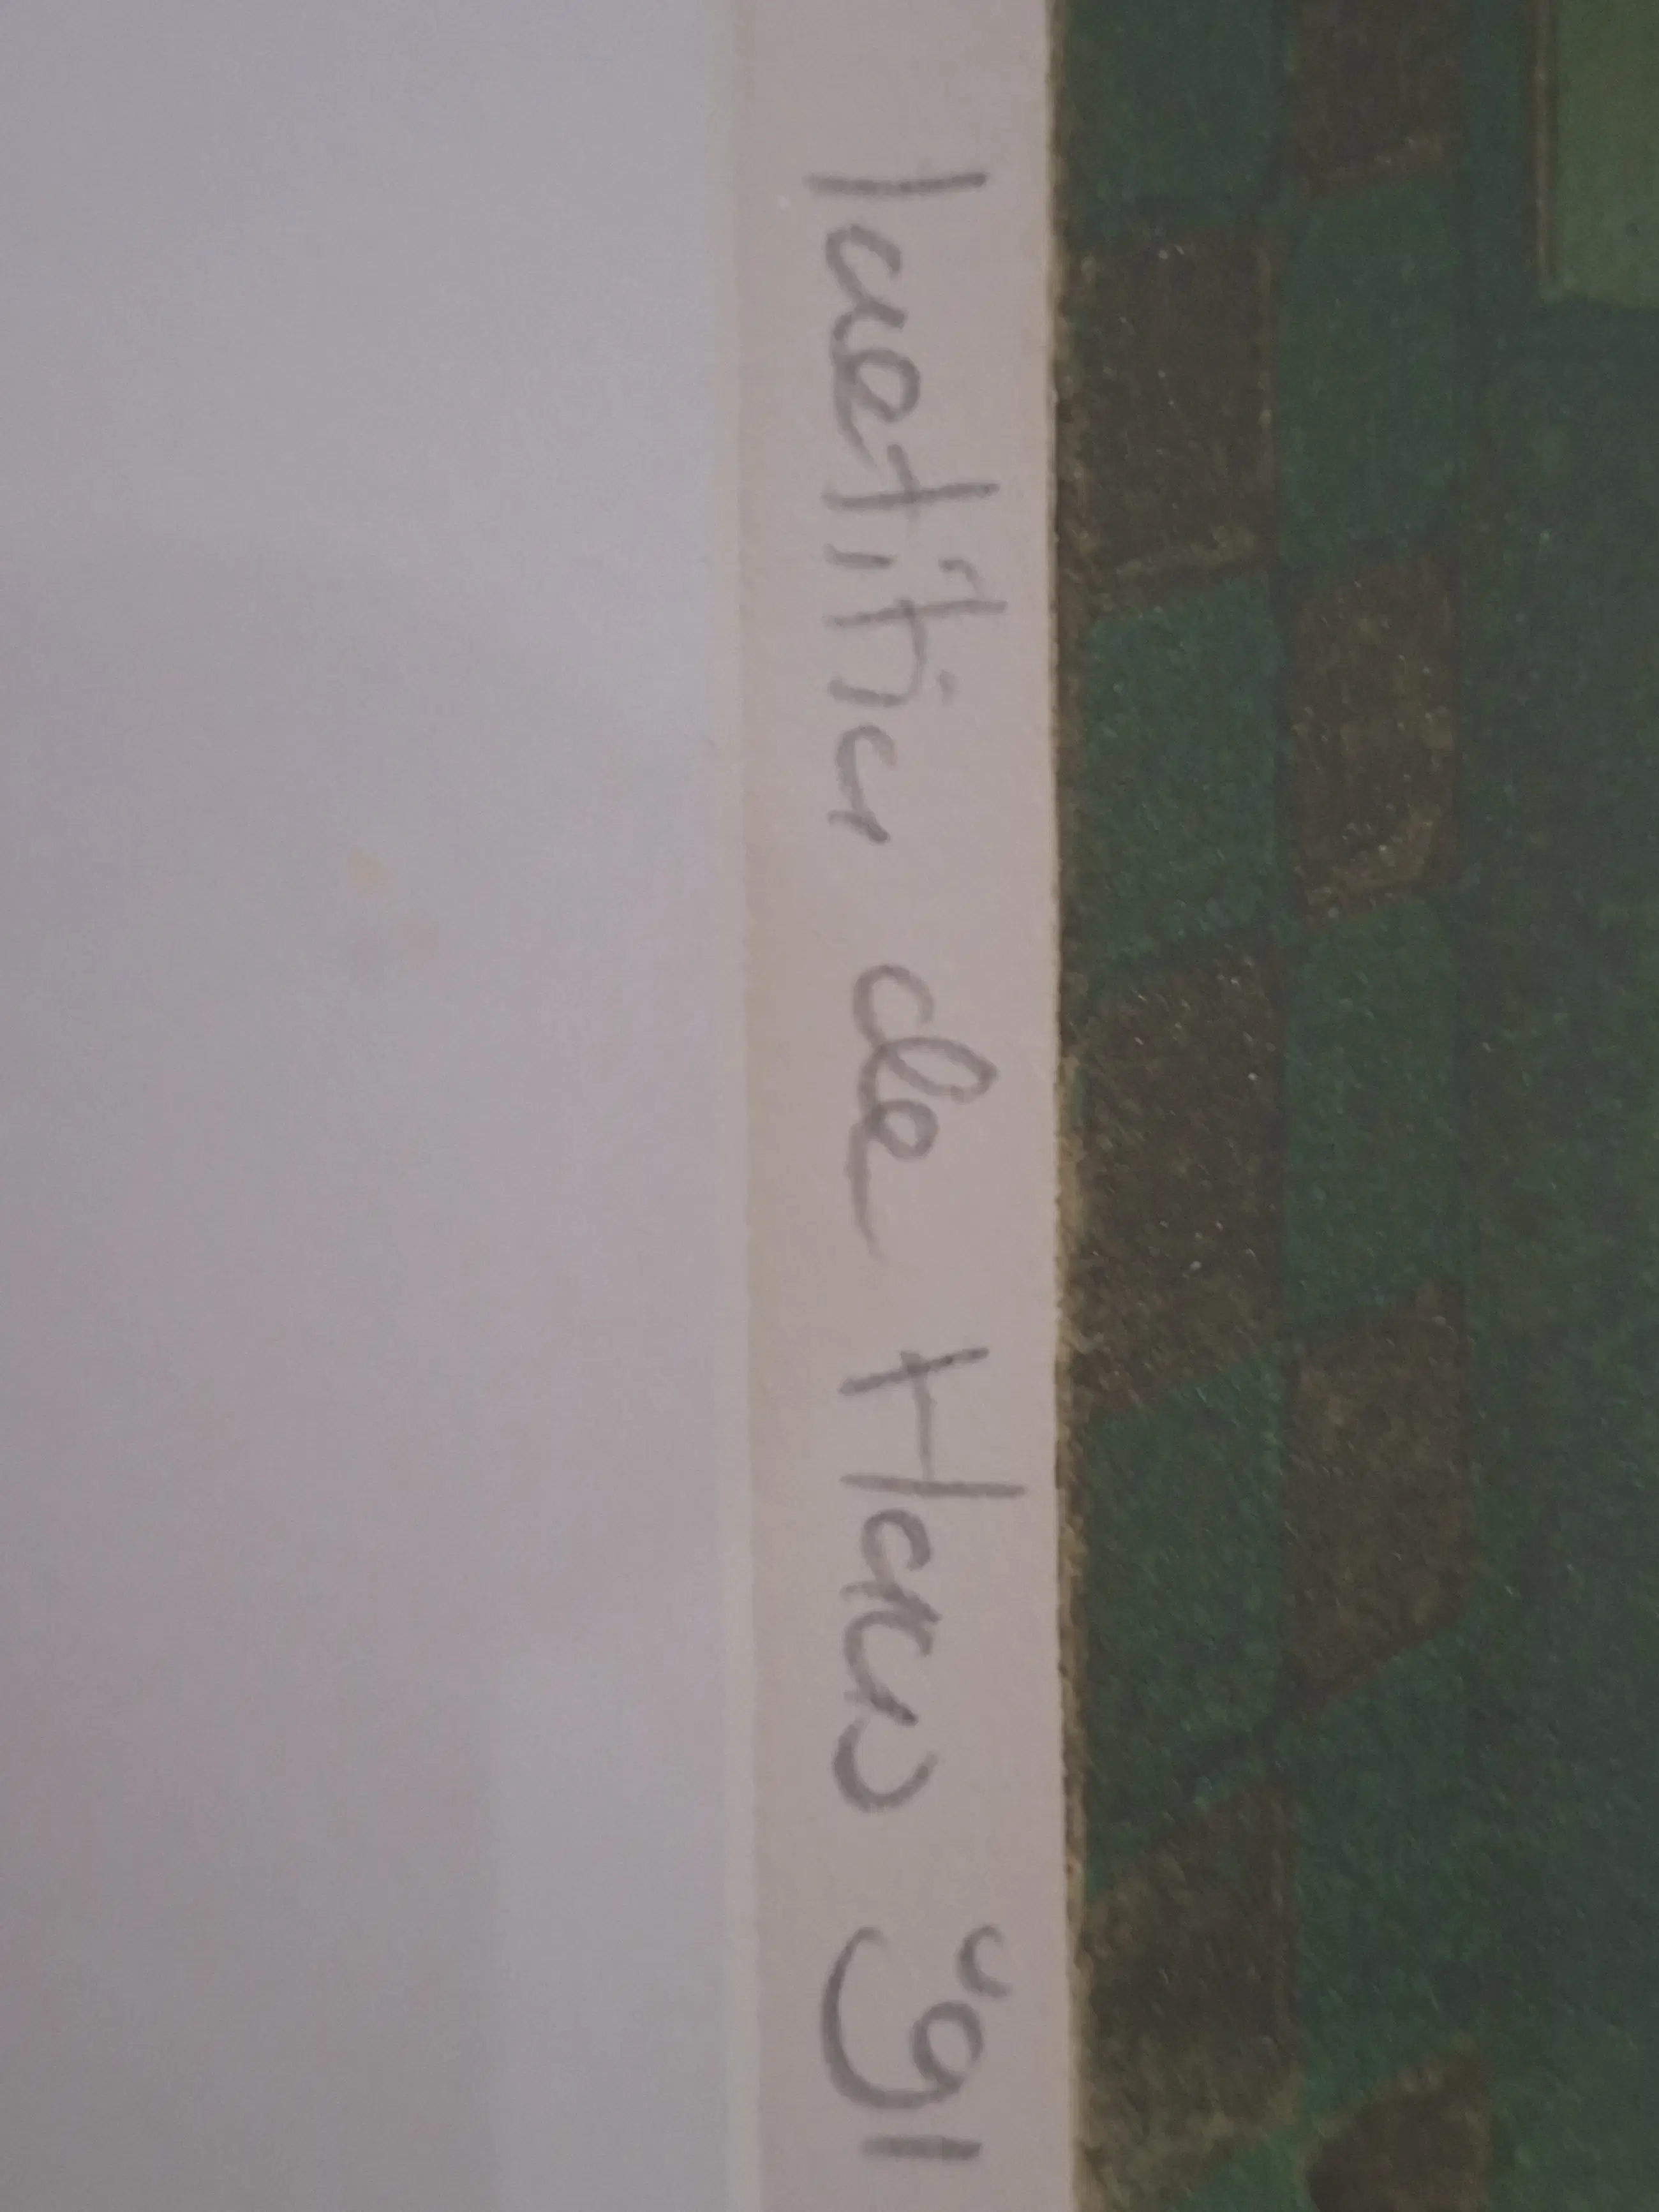 Laetitia de Haas '91